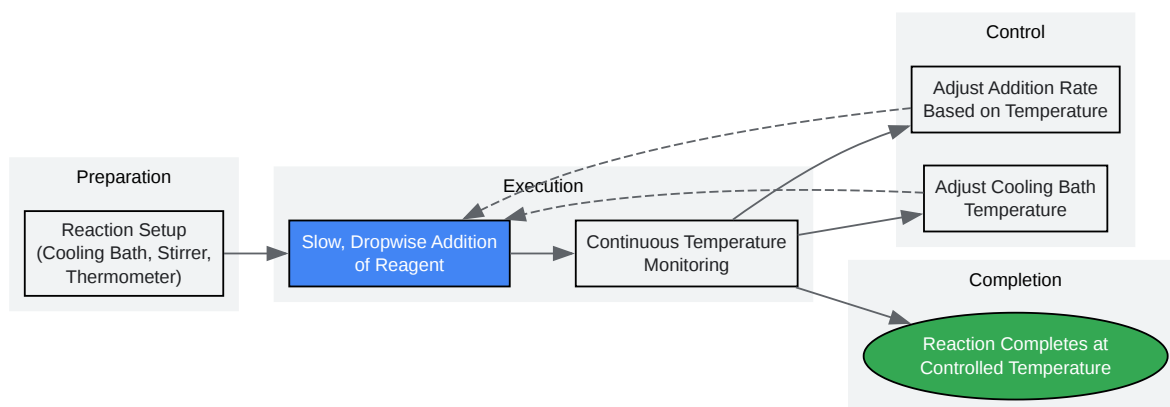 Preparation
Reaction Setup
(Cooling Bath, Stirrer,
Thermometer)
Execution
Slow, Dropwise Addition
of Reagent
Continuous Temperature
Monitoring
Control
Adjust Addition Rate
Based on Temperature
Adjust Cooling Bath
Temperature
Completion
Reaction Completes at
Controlled Temperature